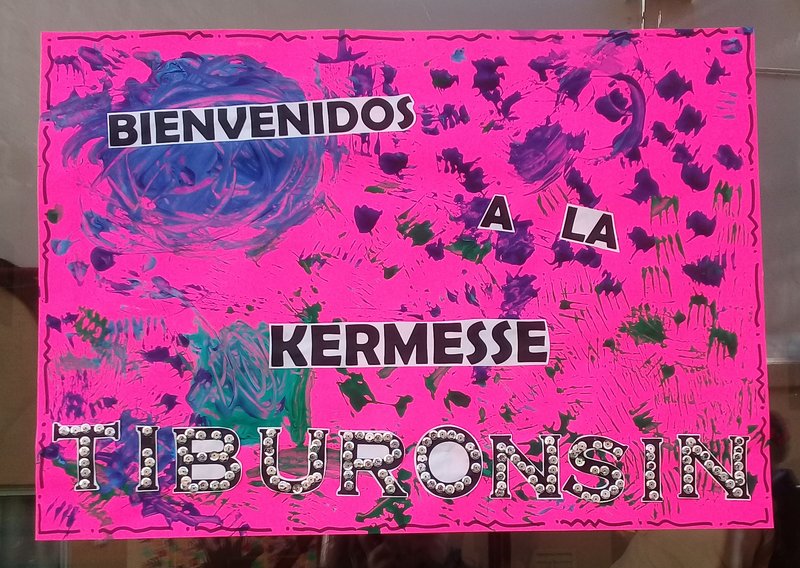 BIENVENIDOS
A LA
KERMESSE
TIBURONSIN